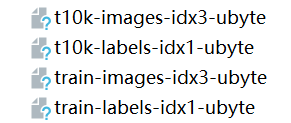 t10k-images-idx3-ubyte
t10k-labels-idx1-ubyte
train-images-idx3-ubyte
train-labels-idx1-ubyte